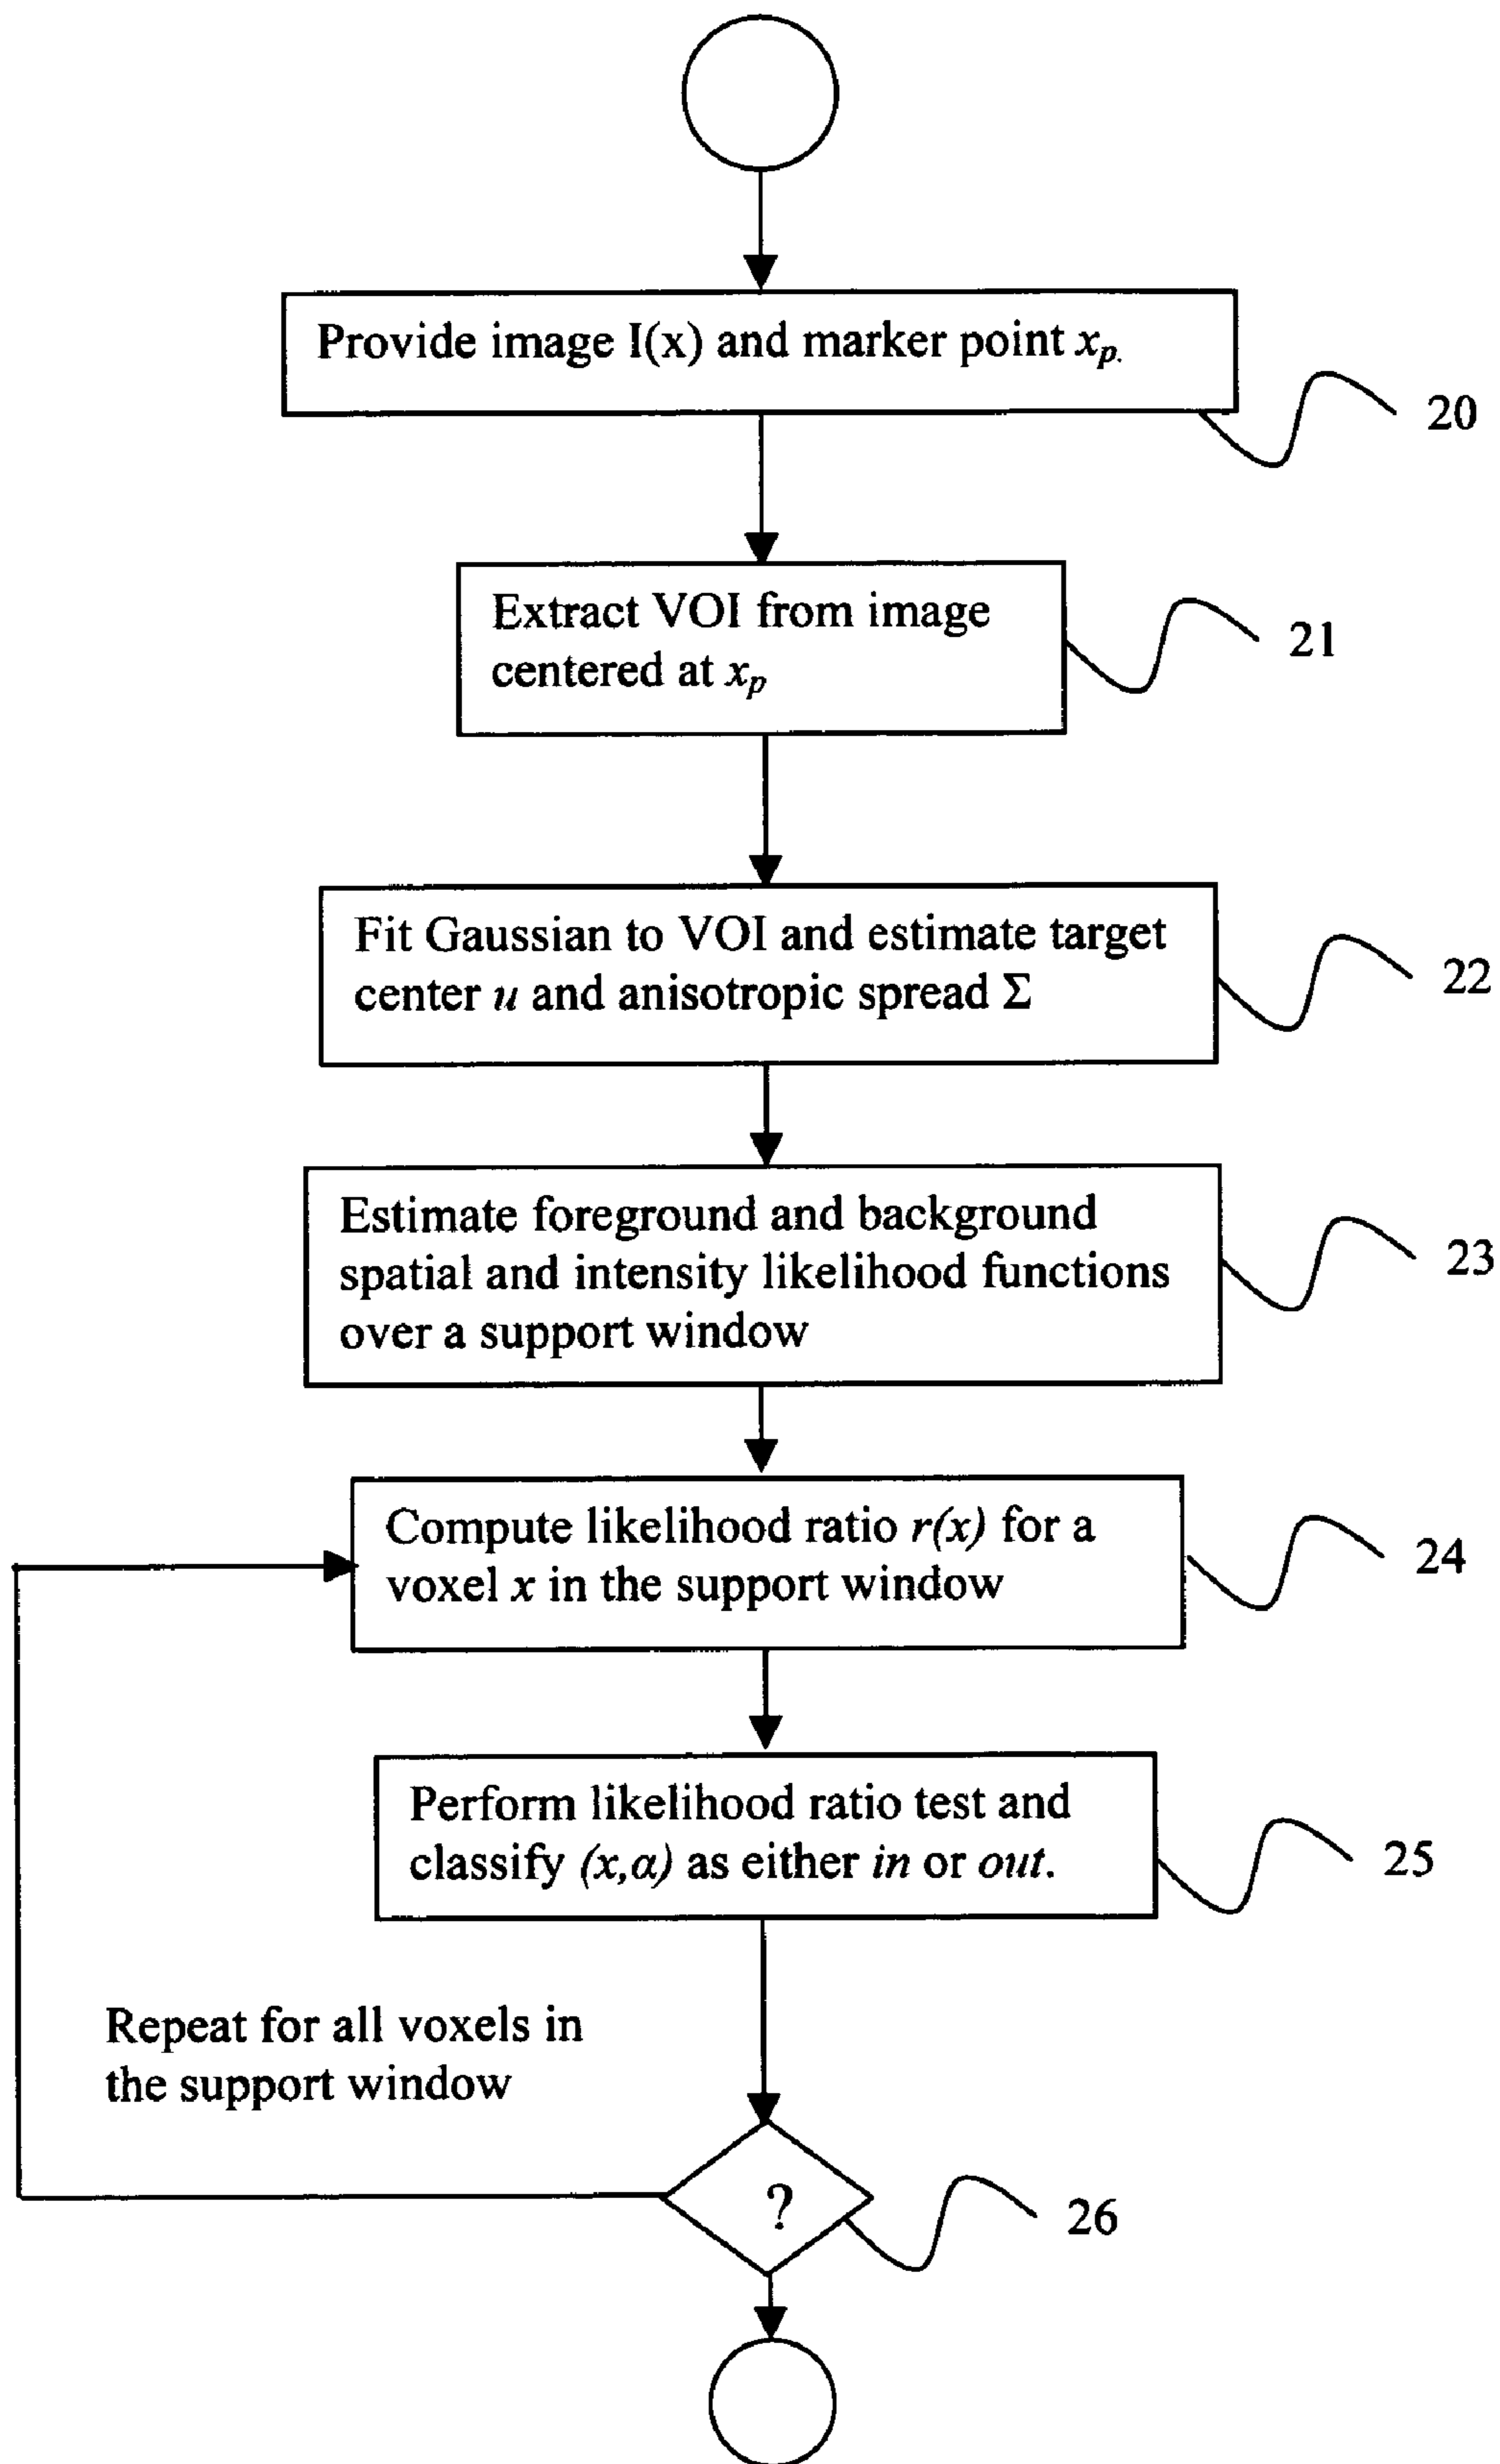 Provide image I(x) and marker point xp.
20
Extract VOI from image
centered at xp
21
Fit Gaussian to VOI and estimate target
center u and anisotropic spread Σ
22
Estimate foreground and background
spatial and intensity likelihood functions
over a support window
23
Compute likelihood ratio r(x) for a
voxel x in the support window
24
Perform likelihood ratio test and
classify (x,α) as either in or out.
25
Repeat for all voxels in
the support window
?
26